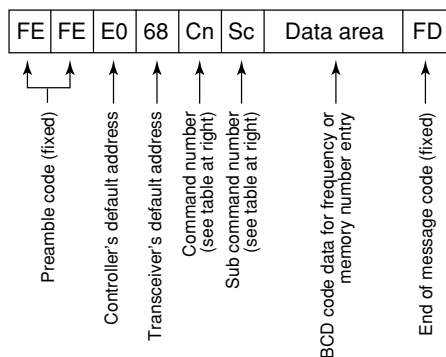 FE FE E0 68 Cn Sc Data area FD
Preamble code (fixed)
Controller's default address
Transceiver's default address
Command number
(see table at right)
Sub command number
(see table at right)
BCD code data for frequency or
memory number entry
End of message code (fixed)